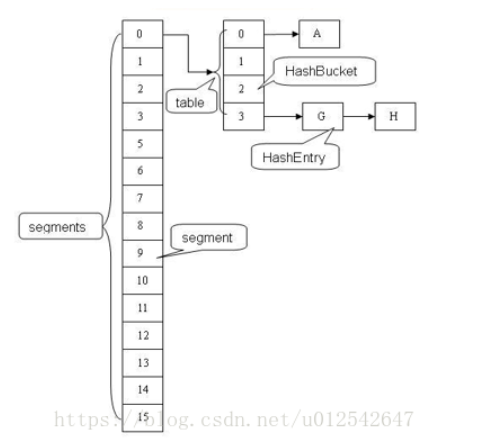 0
0
A
1
1
HashBucket
2
2
table
3
3
G
H
5
HashEntry
6
7
segments
8
segment
9
10
11
12
13
14
https://blog.csdn.net/u012542647
15